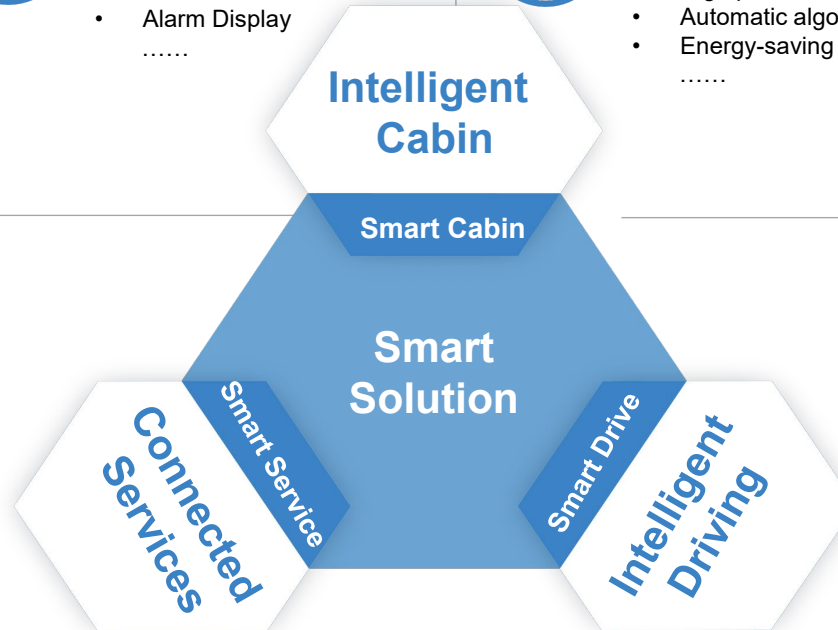 • Alarm Display
……
• Automatic algo
• Energy-saving
……
Intelligent
Cabin
Smart Cabin
Smart
Solution
Smart Service
Connected
Services
Smart Drive
Intelligent
Driving